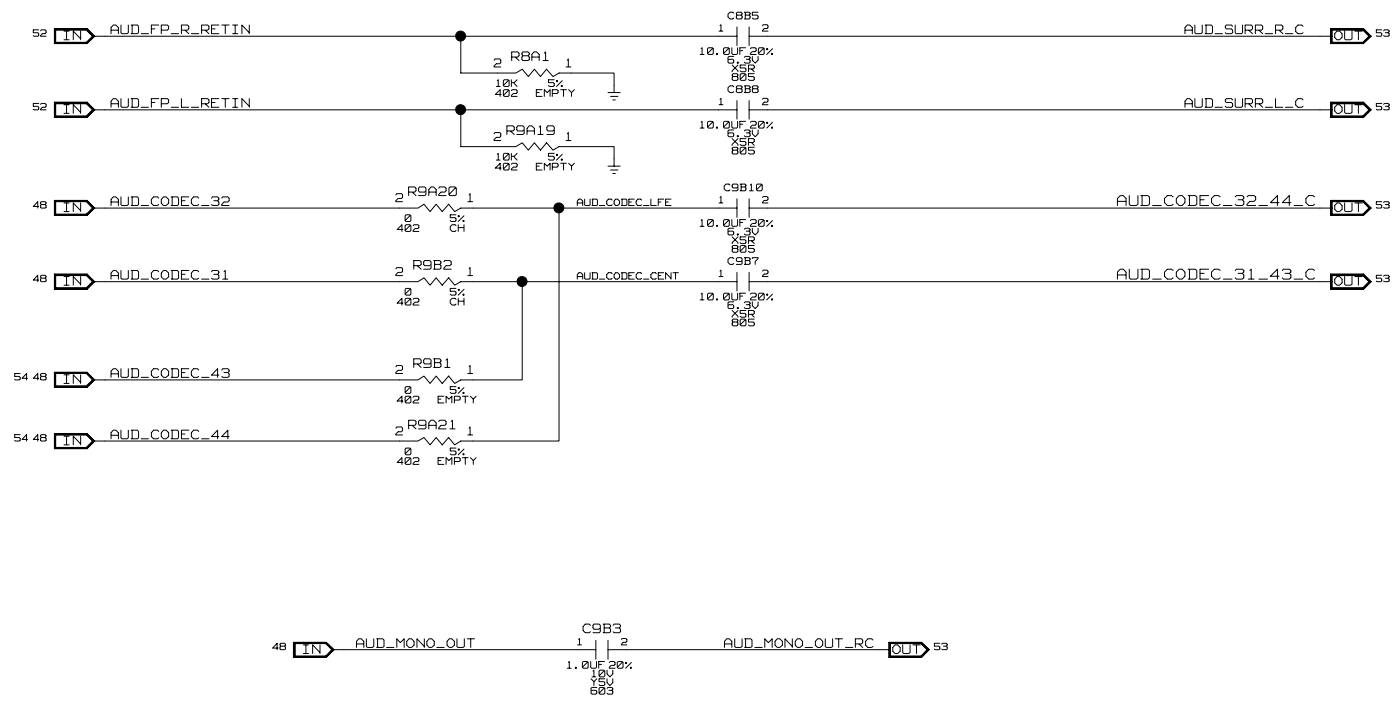 C8B5
52 IN AUD_FP_R_RETIN 1 2 AUD_SURR_R_C OUT 53
10.0UF 20%
6.3V
X5R
805
2 R8A1 1
10K 5%
402 EMPTY
C8B8
52 IN AUD_FP_L_RETIN 1 2 AUD_SURR_L_C OUT 53
10.0UF 20%
6.3V
X5R
805
2 R9A19 1
10K 5%
402 EMPTY
C9B10
48 IN AUD_CODEC_32 2 R9A20 1 AUD_CODEC_LFE 1 2 AUD_CODEC_32_44_C OUT 53
0 5%
402 CH
10.0UF 20%
6.3V
X5R
805
C9B7
48 IN AUD_CODEC_31 2 R9B2 1 AUD_CODEC_CENT 1 2 AUD_CODEC_31_43_C OUT 53
0 5%
402 CH
10.0UF 20%
6.3V
X5R
805
54 48 IN AUD_CODEC_43 2 R9B1 1
0 5%
402 EMPTY
54 48 IN AUD_CODEC_44 2 R9A21 1
0 5%
402 EMPTY
C9B3
48 IN AUD_MONO_OUT 1 2 AUD_MONO_OUT_RC OUT 53
1.0UF 20%
10V
Y5V
603